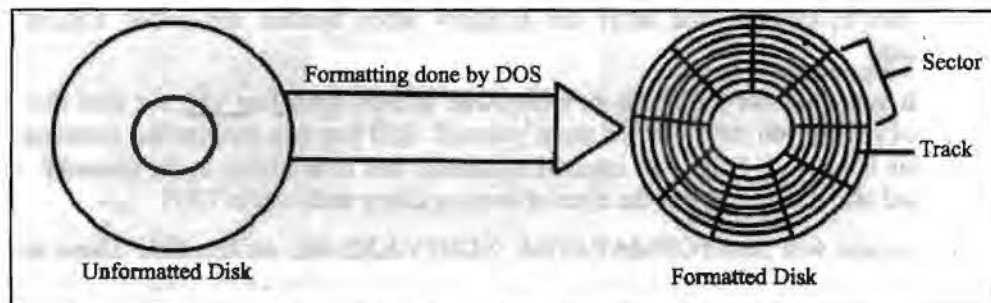 Formatting done by DOS
Sector
Track
Unformatted Disk
Formatted Disk